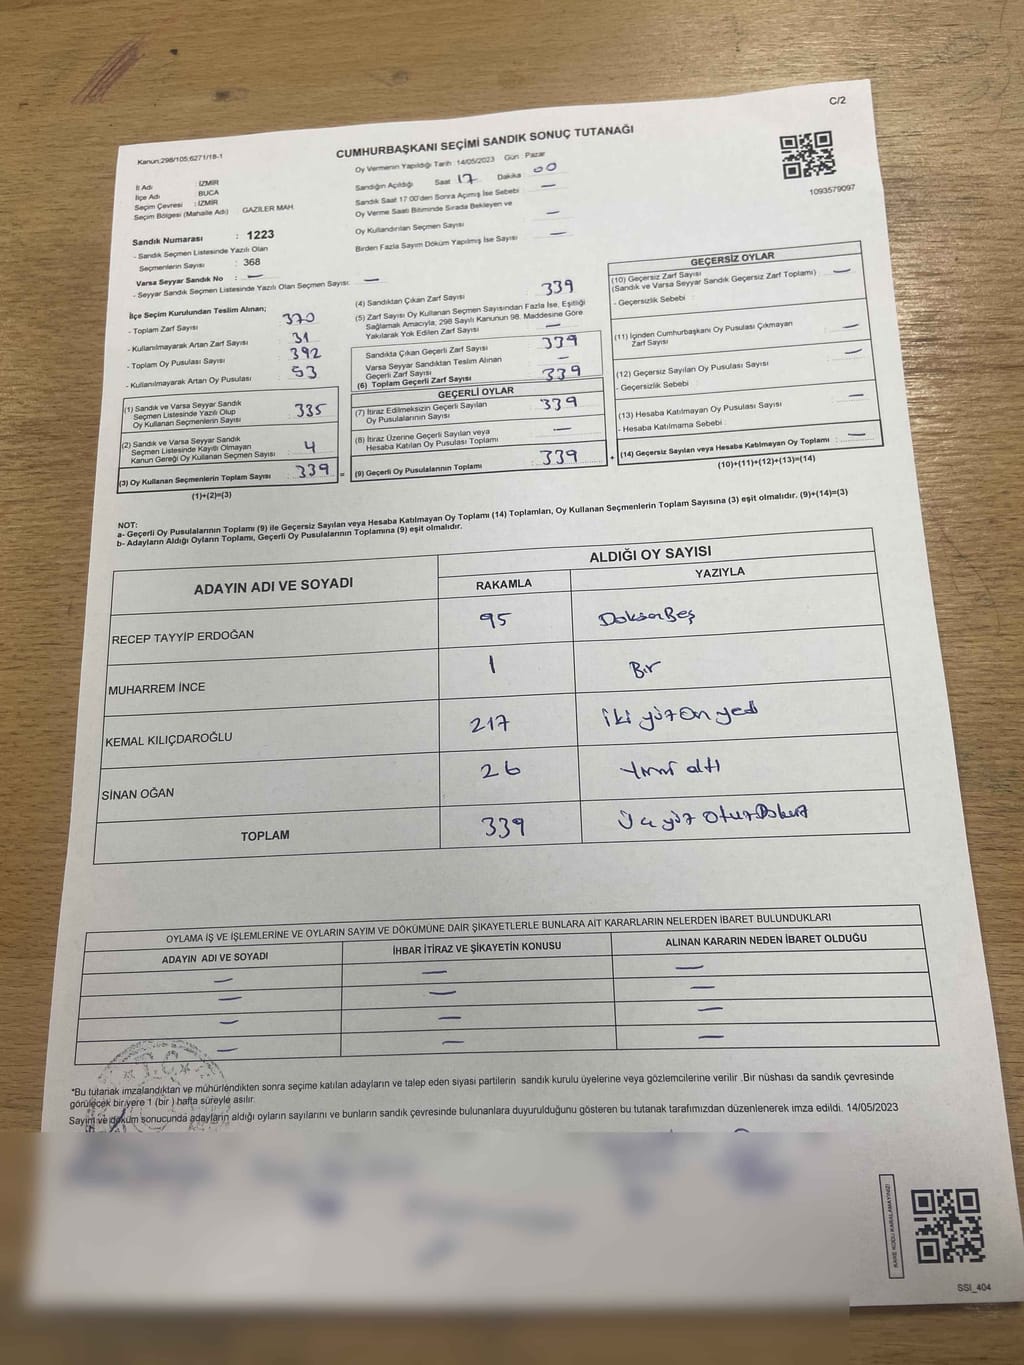 C/2
Kanun:298/105;6271/18-1
CUMHURBAŞKANI SEÇİMİ SANDIK SONUÇ TUTANAĞI
1093579097
İl Adı : İZMİR
İlçe Adı BUCA
Seçim Çevresi : İZMİR
Seçim Bölgesi (Mahalle Adı) GAZİLER MAH.
Oy Vermenin Yapıldığı Tarih :14/05/2023 Gün : Pazar
Sandığın Açıldığı Saat 17 Dakika 00
Sandık Saat 17:00'den Sonra Açılmış İse Sebebi —
Oy Verme Saati Bitiminde Sırada Bekleyen ve
Oy Kullandırılan Seçmen Sayısı —
Birden Fazla Sayım Döküm Yapılmış İse Sayısı —
Sandık Numarası : 1223
- Sandık Seçmen Listesinde Yazılı Olan
Seçmenlerin Sayısı : 368
Varsa Seyyar Sandık No : —
- Seyyar Sandık Seçmen Listesinde Yazılı Olan Seçmen Sayısı: —
İlçe Seçim Kurulundan Teslim Alınan;
- Toplam Zarf Sayısı 370
- Kullanılmayarak Artan Zarf Sayısı 31
- Toplam Oy Pusulası Sayısı 392
- Kullanılmayarak Artan Oy Pusulası 53
(1) Sandık ve Varsa Seyyar Sandık
Seçmen Listesinde Yazılı Olup
Oy Kullanan Seçmenlerin Sayısı 335
(2) Sandık ve Varsa Seyyar Sandık
Seçmen Listesinde Kayıtlı Olmayan
Kanun Gereği Oy Kullanan Seçmen Sayısı 4
(3) Oy Kullanan Seçmenlerin Toplam Sayısı : 339 =
(1)+(2)=(3)
(4) Sandıktan Çıkan Zarf Sayısı 339
(5) Zarf Sayısı Oy Kullanan Seçmen Sayısından Fazla İse, Eşitliği
Sağlamak Amacıyla, 298 Sayılı Kanunun 98. Maddesine Göre
Yakılarak Yok Edilen Zarf Sayısı —
Sandıkta Çıkan Geçerli Zarf Sayısı 339
Varsa Seyyar Sandıktan Teslim Alınan
Geçerli Zarf Sayısı —
(6) Toplam Geçerli Zarf Sayısı 339
GEÇERLİ OYLAR
(7) İtiraz Edilmeksizin Geçerli Sayılan
Oy Pusulalarının Sayısı 339
(8) İtiraz Üzerine Geçerli Sayılan veya
Hesaba Katılan Oy Pusulası Toplamı —
(9) Geçerli Oy Pusulalarının Toplamı : 339 +
GEÇERSİZ OYLAR
(10) Geçersiz Zarf Sayısı
(Sandık ve Varsa Seyyar Sandık Geçersiz Zarf Toplamı) —
- Geçersizlik Sebebi :
(11) İçinden Cumhurbaşkanı Oy Pusulası Çıkmayan
Zarf Sayısı —
(12) Geçersiz Sayılan Oy Pusulası Sayısı —
- Geçersizlik Sebebi
(13) Hesaba Katılmayan Oy Pusulası Sayısı —
- Hesaba Katılmama Sebebi :
(14) Geçersiz Sayılan veya Hesaba Katılmayan Oy Toplamı : —
(10)+(11)+(12)+(13)=(14)
NOT:
a- Geçerli Oy Pusulalarının Toplamı (9) ile Geçersiz Sayılan veya Hesaba Katılmayan Oy Toplamı (14) Toplamları, Oy Kullanan Seçmenlerin Toplam Sayısına (3) eşit olmalıdır. (9)+(14)=(3)
b- Adayların Aldığı Oyların Toplamı, Geçerli Oy Pusulalarının Toplamına (9) eşit olmalıdır.
ADAYIN ADI VE SOYADI
ALDIĞI OY SAYISI
RAKAMLA YAZIYLA
RECEP TAYYİP ERDOĞAN 95 DoksanBeş
MUHARREM İNCE 1 Bir
KEMAL KILIÇDAROĞLU 217 iki yüz on yedi
SİNAN OĞAN 26 yirmi altı
TOPLAM 339 üç yüz otuz Dokuz
OYLAMA İŞ VE İŞLEMLERİNE VE OYLARIN SAYIM VE DÖKÜMÜNE DAİR ŞİKAYETLERLE BUNLARA AİT KARARLARIN NELERDEN İBARET BULUNDUKLARI
ADAYIN ADI VE SOYADI İHBAR İTİRAZ VE ŞİKAYETİN KONUSU ALINAN KARARIN NEDEN İBARET OLDUĞU
— — —
— — —
— — —
— — —
*Bu tutanak imzalandıktan ve mühürlendikten sonra seçime katılan adayların ve talep eden siyasi partilerin sandık kurulu üyelerine veya gözlemcilerine verilir .Bir nüshası da sandık çevresinde
görülecek bir yere 1 (bir ) hafta süreyle asılır.
Sayım ve döküm sonucunda adayların aldığı oyların sayılarını ve bunların sandık çevresinde bulunanlara duyurulduğunu gösteren bu tutanak tarafımızdan düzenlenerek imza edildi. 14/05/2023
KARE KODU KARALAMAYINIZ!
SSI_404